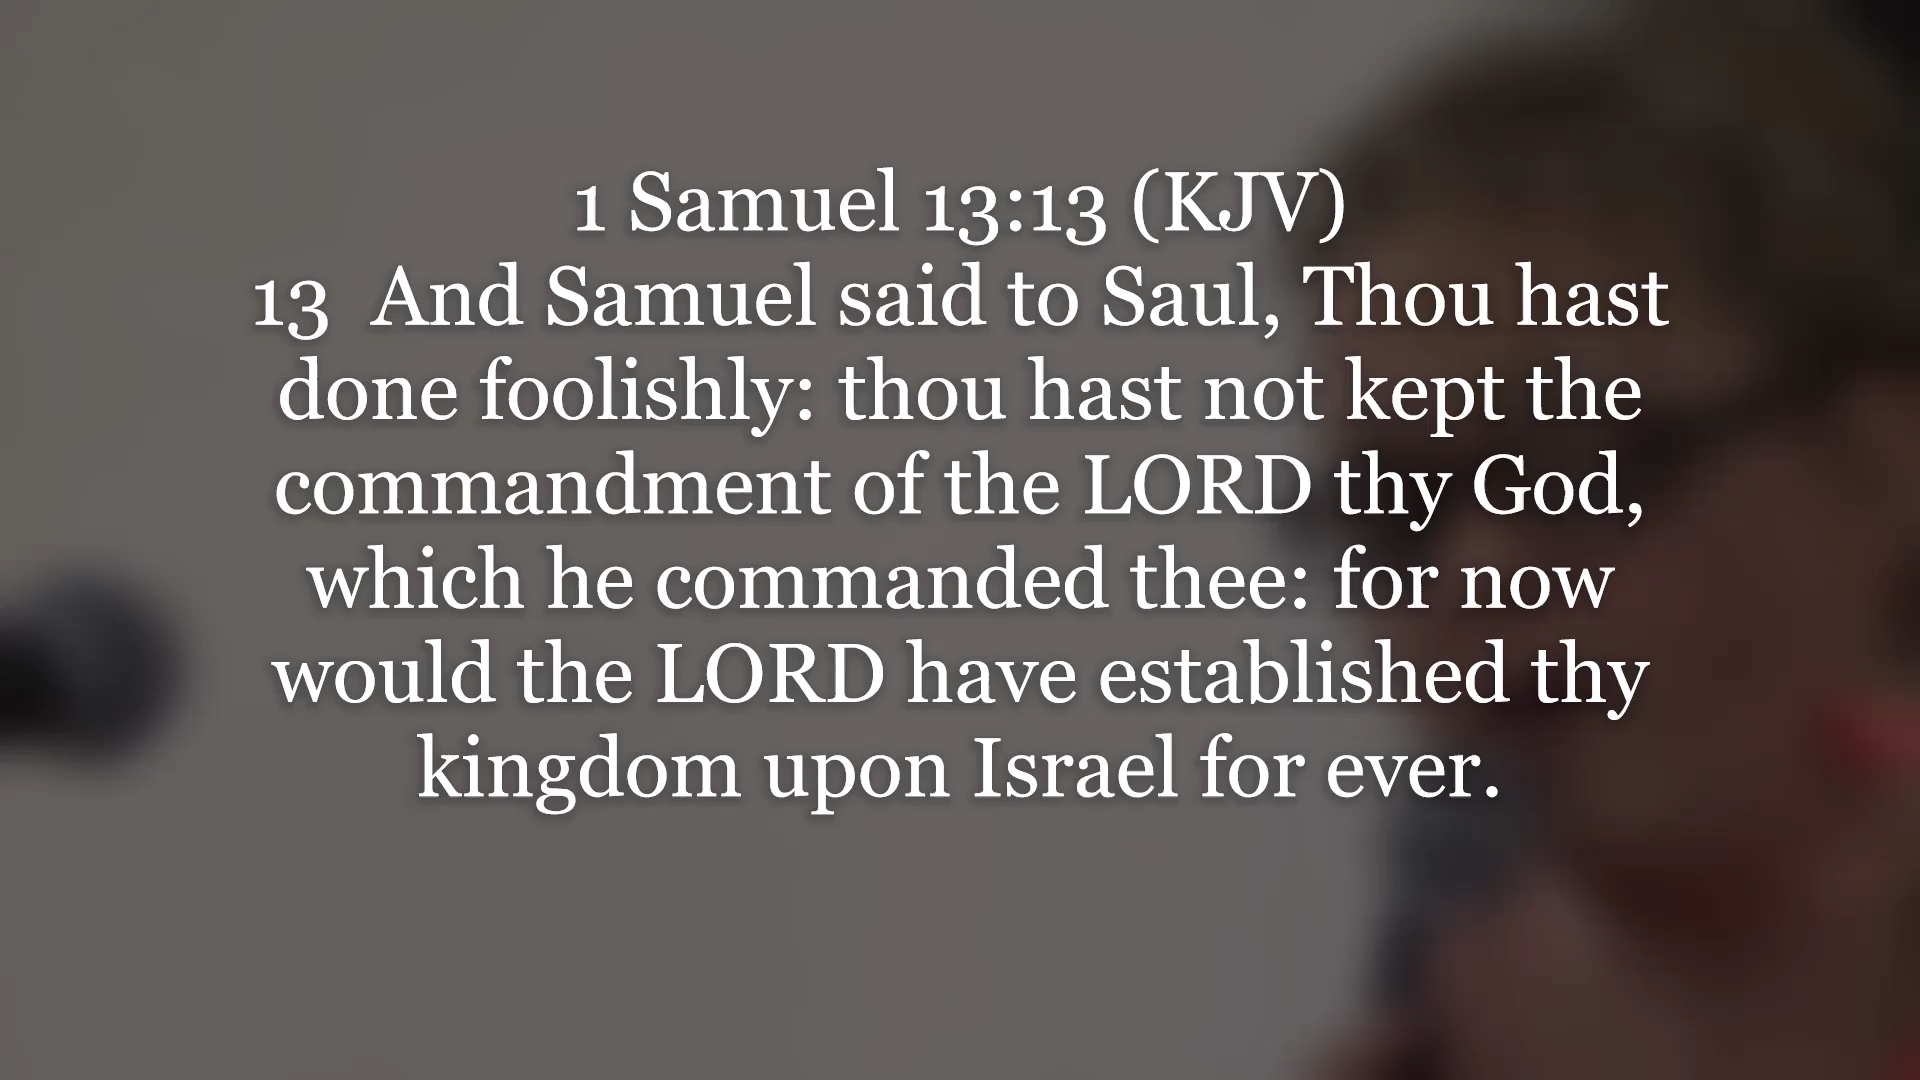 1 Samuel 13:13 (KJV)
13  And Samuel said to Saul, Thou hast
done foolishly: thou hast not kept the
commandment of the LORD thy God,
which he commanded thee: for now
would the LORD have established thy
kingdom upon Israel for ever.